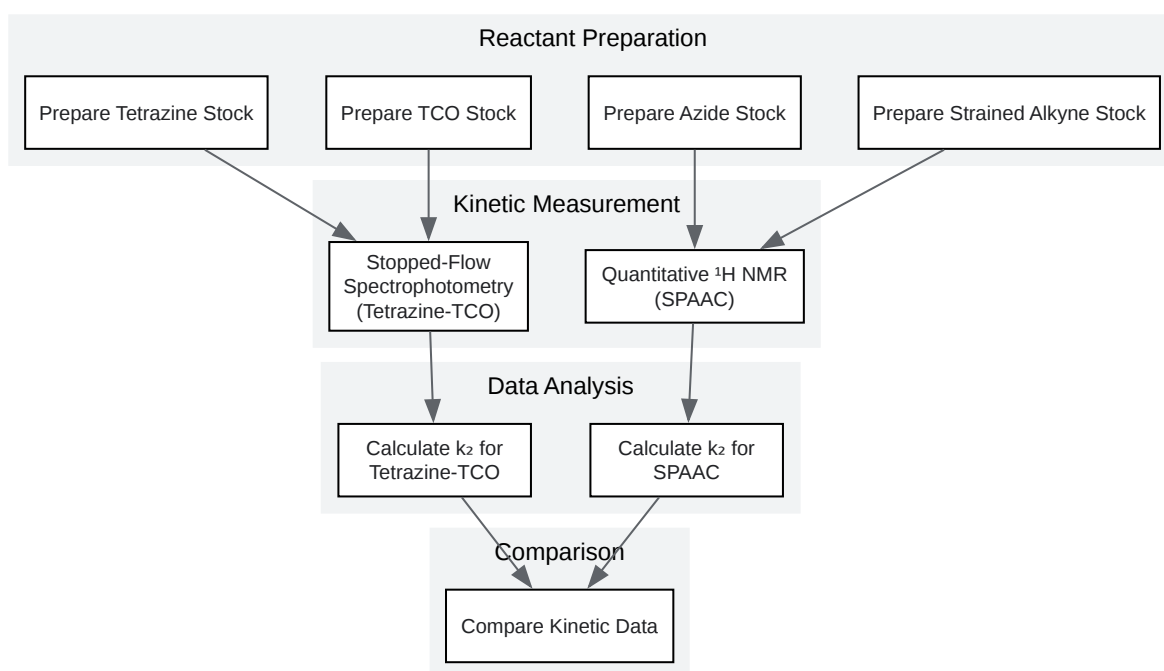 Reactant Preparation
Prepare Tetrazine Stock
Prepare TCO Stock
Prepare Azide Stock
Prepare Strained Alkyne Stock
Kinetic Measurement
Stopped-Flow
Spectrophotometry
(Tetrazine-TCO)
Quantitative ¹H NMR
(SPAAC)
Data Analysis
Calculate k₂ for
Tetrazine-TCO
Calculate k₂ for
SPAAC
Comparison
Compare Kinetic Data